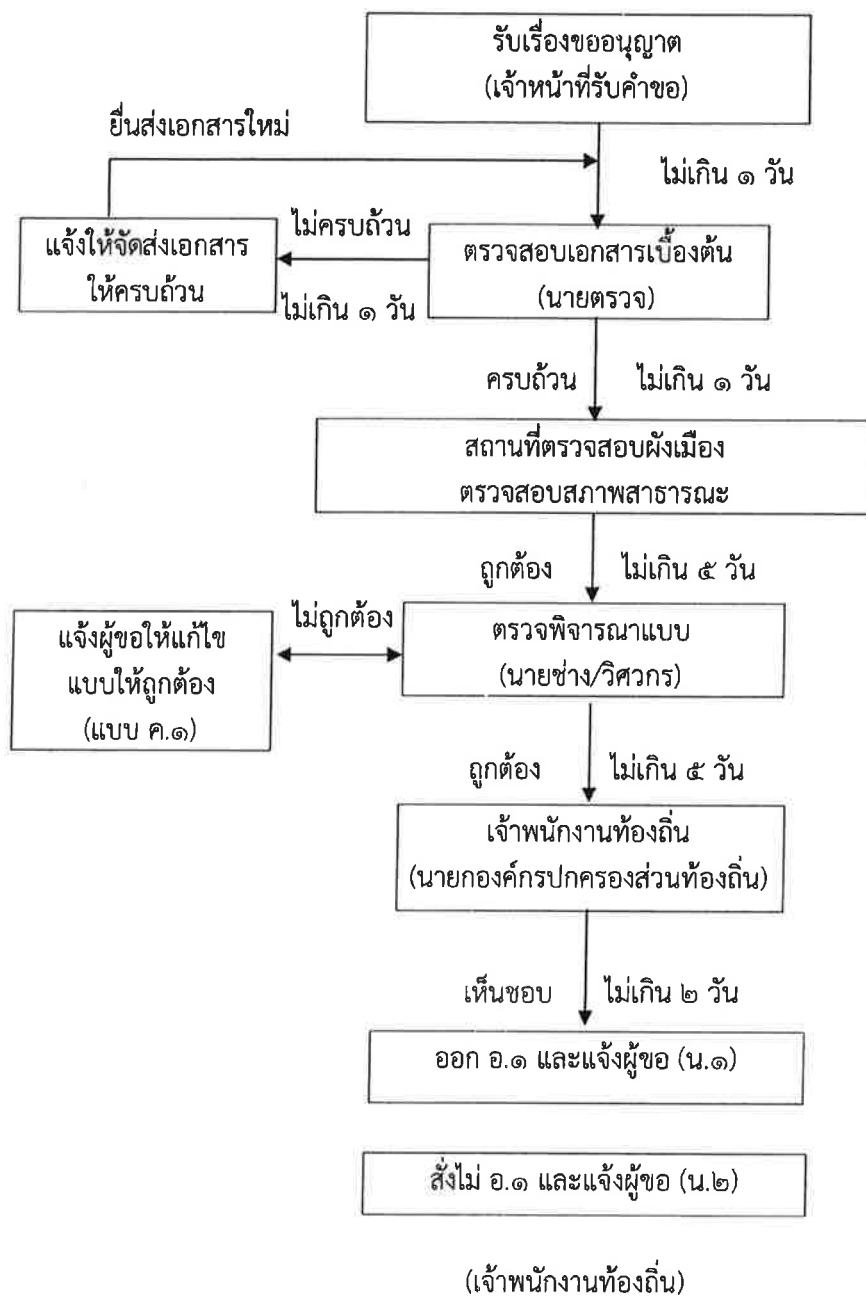 รับเรื่องขออนุญาต
(เจ้าหน้าที่รับคำขอ)
ยื่นส่งเอกสารใหม่
ไม่เกิน ๑ วัน
แจ้งให้จัดส่งเอกสาร
ให้ครบถ้วน
ไม่ครบถ้วน
ไม่เกิน ๑ วัน
ตรวจสอบเอกสารเบื้องต้น
(นายตรวจ)
ครบถ้วน ไม่เกิน ๑ วัน
สถานที่ตรวจสอบผังเมือง
ตรวจสอบสภาพสาธารณะ
ถูกต้อง ไม่เกิน ๕ วัน
แจ้งผู้ขอให้แก้ไข
แบบให้ถูกต้อง
(แบบ ค.๑)
ไม่ถูกต้อง
ตรวจพิจารณาแบบ
(นายช่าง/วิศวกร)
ถูกต้อง ไม่เกิน ๕ วัน
เจ้าพนักงานท้องถิ่น
(นายกองค์กรปกครองส่วนท้องถิ่น)
เห็นชอบ ไม่เกิน ๒ วัน
ออก อ.๑ และแจ้งผู้ขอ (น.๑)
สั่งไม่ อ.๑ และแจ้งผู้ขอ (น.๒)
(เจ้าพนักงานท้องถิ่น)